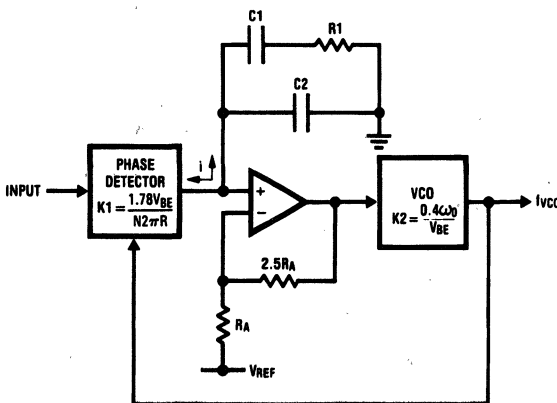 C1
R1
C2
i
INPUT
PHASE
DETECTOR
K1 = 1.78VBE
N2πR
+
−
2.5RA
RA
VREF
VCO
K2 = 0.4ω0
VBE
fVCO